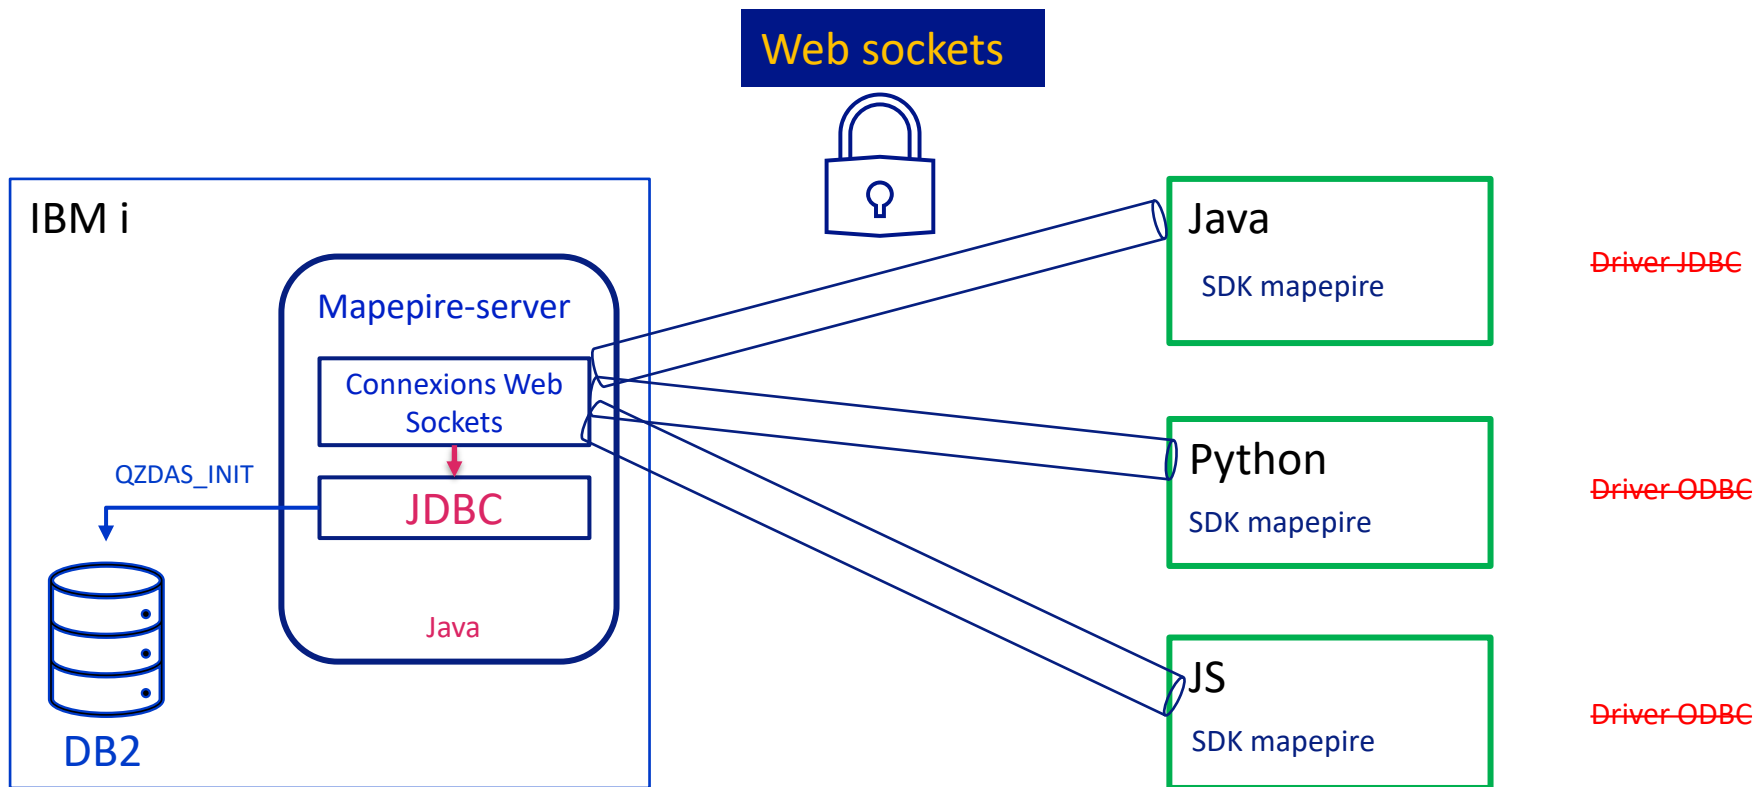 Web sockets
IBM i
Mapepire-server
Connexions Web
Sockets
QZDAS_INIT
JDBC
Java
DB2
Java
SDK mapepire
Driver JDBC
Python
SDK mapepire
Driver ODBC
JS
SDK mapepire
Driver ODBC